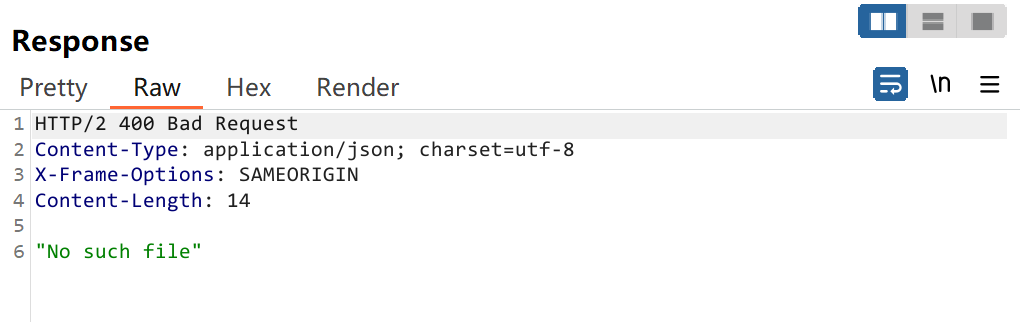 Response
Pretty Raw Hex Render \n
1 HTTP/2 400 Bad Request
2 Content-Type: application/json; charset=utf-8
3 X-Frame-Options: SAMEORIGIN
4 Content-Length: 14
5
6 "No such file"